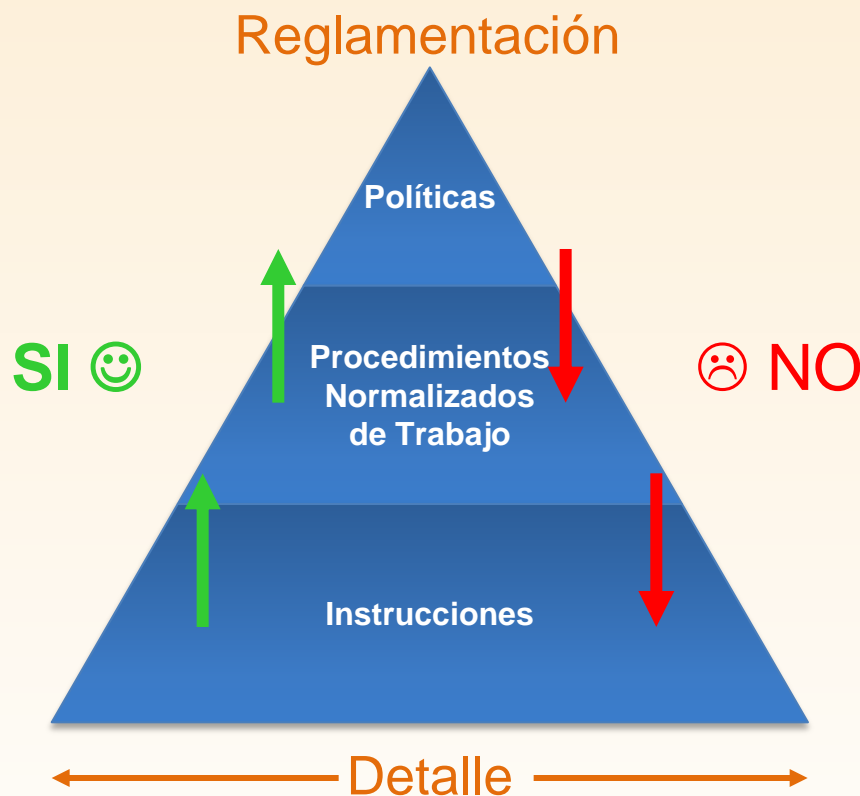 Reglamentación
Políticas
SI ☺
Procedimientos
Normalizados
de Trabajo
☹ NO
Instrucciones
Detalle